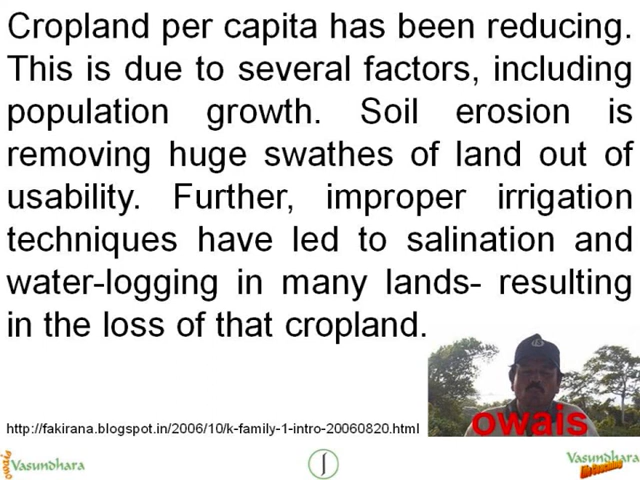 Cropland per capita has been reducing.
This is due to several factors, including
population growth. Soil erosion is
removing huge swathes of land out of
usability. Further, improper irrigation
techniques have led to salination and
water-logging in many lands- resulting
in the loss of that cropland.
owais
http://fakirana.blogspot.in/2006/10/k-family-1-intro-20060820.html
owais
Vasundhara
Vasundhara
Life Coaching